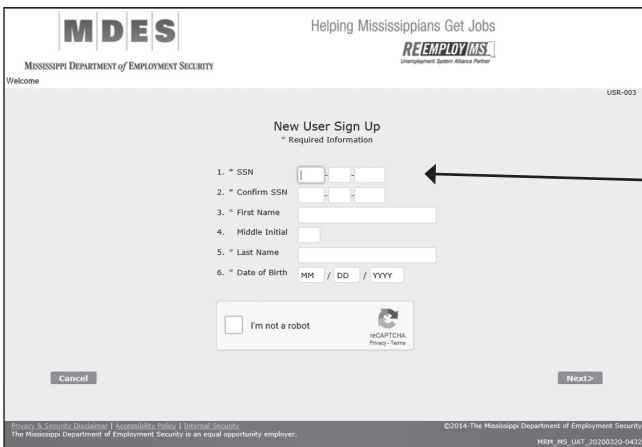 MDES
Helping Mississippians Get Jobs
REEMPLOY MS
Unemployment System Alliance Partner
MISSISSIPPI DEPARTMENT of EMPLOYMENT SECURITY
Welcome
USR-003
New User Sign Up
* Required Information
1. * SSN - -
2. * Confirm SSN - -
3. * First Name
4. Middle Initial
5. * Last Name
6. * Date of Birth MM / DD / YYYY
I'm not a robot
reCAPTCHA
Privacy - Terms
Cancel Next>
Privacy & Security Disclaimer | Accessibility Policy | Internal Security ©2014-The Mississippi Department of Employment Security
The Mississippi Department of Employment Security is an equal opportunity employer.
MRM_MS_UAT_20200320-0432